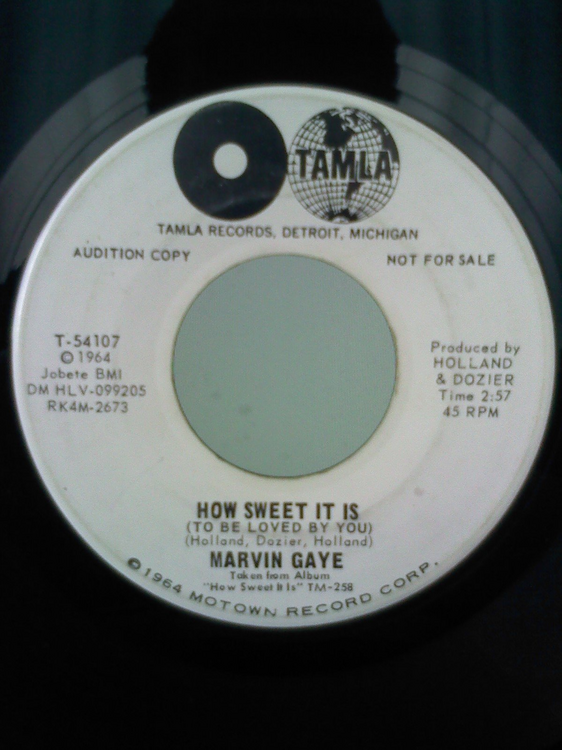 TAMLA
TAMLA RECORDS, DETROIT, MICHIGAN
AUDITION COPY
NOT FOR SALE
T-54107
©1964
Jobete BMI
DM HLV-099205
RK4M-2673
Produced by
HOLLAND
& DOZIER
Time 2:57
45 RPM
HOW SWEET IT IS
(TO BE LOVED BY YOU)
(Holland, Dozier, Holland)
MARVIN GAYE
Taken from Album
"How Sweet It Is" TM-258
©1964 MOTOWN RECORD CORP.